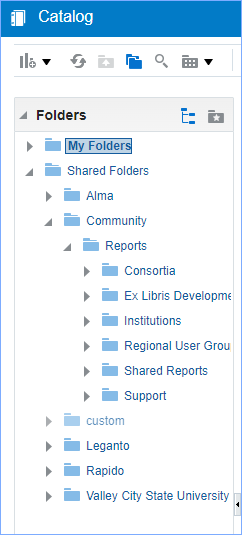 Catalog
Folders
My Folders
Shared Folders
Alma
Community
Reports
Consortia
Ex Libris Developme
Institutions
Regional User Grou
Shared Reports
Support
custom
Leganto
Rapido
Valley City State University